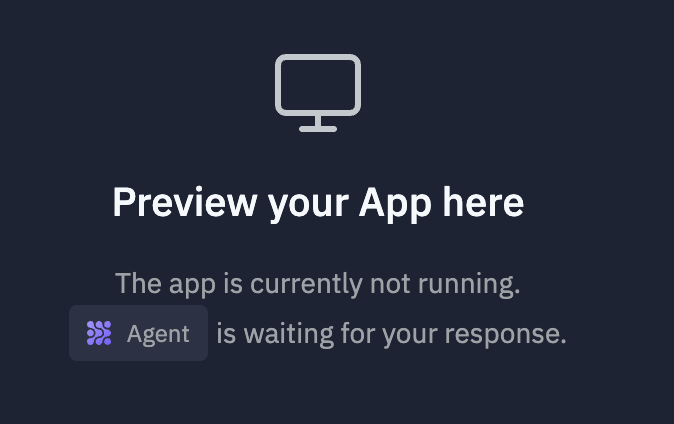 Preview your App here
The app is currently not running.
Agent is waiting for your response.